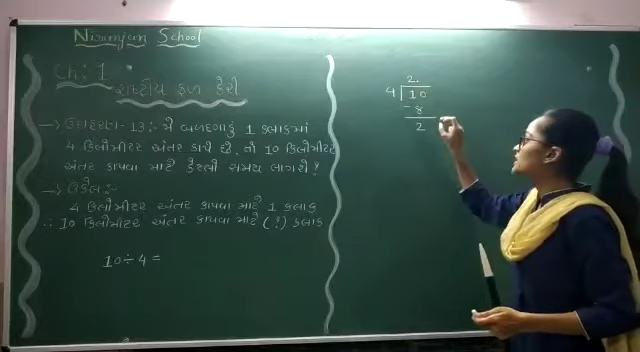 Niranjan School
Ch: 1
રાષ્ટ્રીય ફળ કેરી
→ ઉદાહરણ-13:- મેં બળદગાડું 1 કલાકમાં
4 કિલોમીટર અંતર કાપે છે. તો 10 કિલોમીટર
અંતર કાપવા માટે કેટલો સમય લાગશે?
→ ઉકેલ:-
4 કિલોમીટર અંતર કાપવા માટે 1 કલાક
∴ 10 કિલોમીટર અંતર કાપવા માટે (?) કલાક
10÷4=
2.
4 10
- 8
2